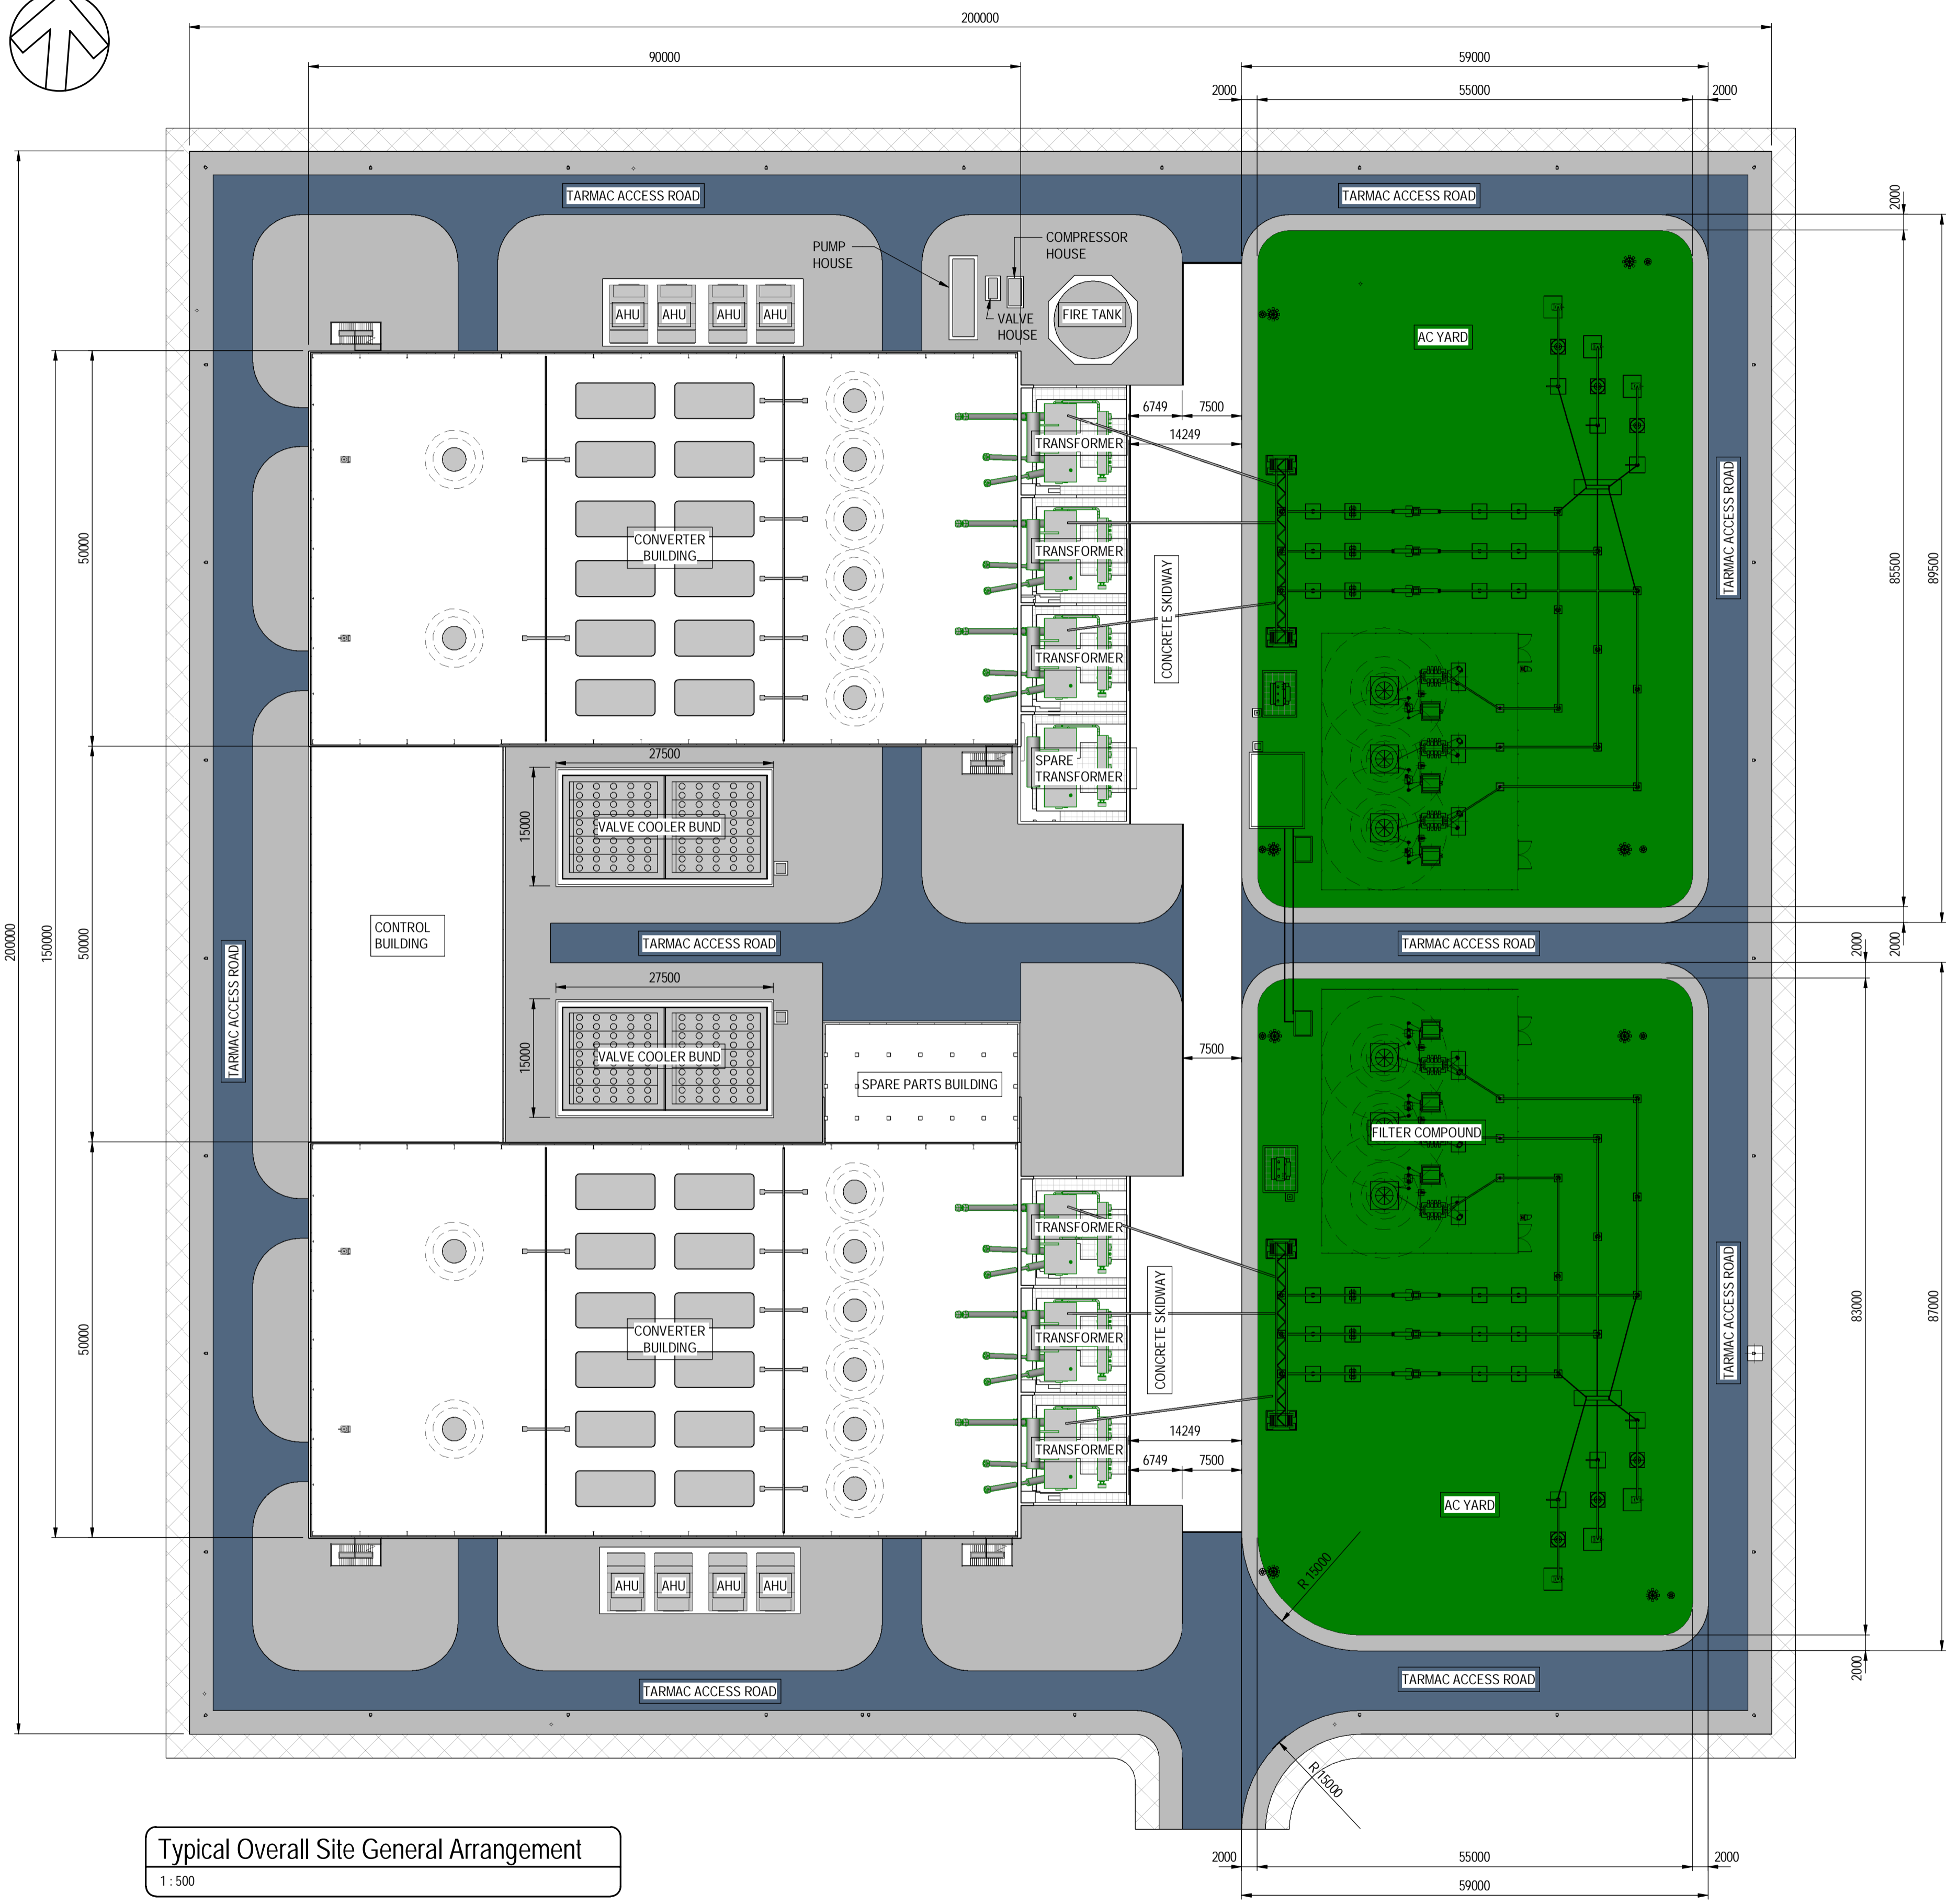 200000
90000
59000
2000
55000
2000
TARMAC ACCESS ROAD
TARMAC ACCESS ROAD
2000
PUMP
HOUSE
COMPRESSOR
HOUSE
VALVE
HOUSE
AHU
AHU
AHU
AHU
FIRE TANK
AC YARD
6749
7500
14249
TRANSFORMER
TRANSFORMER
TRANSFORMER
SPARE
TRANSFORMER
CONVERTER
BUILDING
CONCRETE SKIDWAY
TARMAC ACCESS ROAD
50000
85500
89500
27500
15000
VALVE COOLER BUND
CONTROL
BUILDING
TARMAC ACCESS ROAD
TARMAC ACCESS ROAD
TARMAC ACCESS ROAD
200000
150000
50000
2000
2000
27500
15000
VALVE COOLER BUND
SPARE PARTS BUILDING
7500
FILTER COMPOUND
TRANSFORMER
TRANSFORMER
TRANSFORMER
CONVERTER
BUILDING
CONCRETE SKIDWAY
TARMAC ACCESS ROAD
50000
83000
87000
14249
6749
7500
AC YARD
R 15000
AHU
AHU
AHU
AHU
2000
TARMAC ACCESS ROAD
TARMAC ACCESS ROAD
R 15000
Typical Overall Site General Arrangement
1 : 500
2000
55000
2000
59000